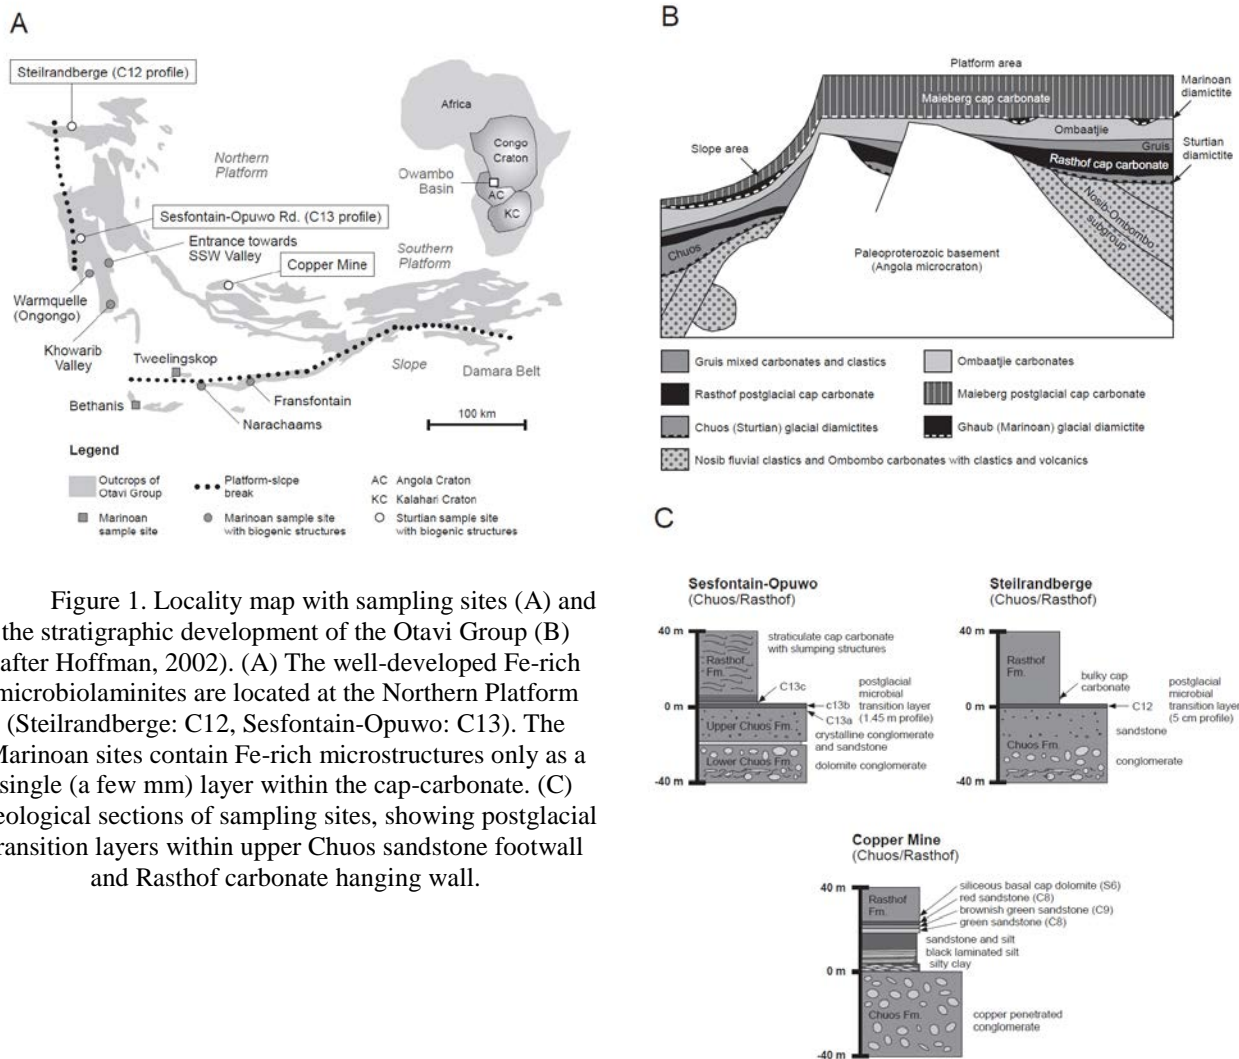 A
Steilrandberge (C12 profile)
Africa
Congo
Craton
Northern
Platform
Owambo
Basin
AC
KC
Sesfontain-Opuwo Rd. (C13 profile)
Entrance towards
SSW Valley
Southern
Platform
Copper Mine
Warmquelle
(Ongongo)
Khowarib
Valley
Tweelingskop
Slope
Damara Belt
Bethanis
Fransfontain
Narachaams
100 km
Legend
Outcrops of
Otavi Group
Platform-slope
break
AC Angola Craton
KC Kalahari Craton
Marinoan
sample site
Marinoan sample site
with biogenic structures
Sturtian sample site
with biogenic structures
B
Platform area
Marinoan
diamictite
Maieberg cap carbonate
Ombaatjie
Gruis
Sturtian
diamictite
Slope area
Rasthof cap carbonate
Nosib-Ombombo
subgroup
Chuos
Paleoproterozoic basement
(Angola microcraton)
Gruis mixed carbonates and clastics
Ombaatjie carbonates
Rasthof postglacial cap carbonate
Maieberg postglacial cap carbonate
Chuos (Sturtian) glacial diamictites
Ghaub (Marinoan) glacial diamictite
Nosib fluvial clastics and Ombombo carbonates with clastics and volcanics
Figure 1. Locality map with sampling sites (A) and
the stratigraphic development of the Otavi Group (B)
after Hoffman, 2002). (A) The well-developed Fe-rich
microbiolaminites are located at the Northern Platform
(Steilrandberge: C12, Sesfontain-Opuwo: C13). The
Marinoan sites contain Fe-rich microstructures only as a
single (a few mm) layer within the cap-carbonate. (C)
eological sections of sampling sites, showing postglacial
ransition layers within upper Chuos sandstone footwall
and Rasthof carbonate hanging wall.
C
Sesfontain-Opuwo
(Chuos/Rasthof)
40 m
straticulate cap carbonate
with slumping structures
Rasthof
Fm.
C13c
postglacial
microbial
transition layer
(1.45 m profile)
c13b
0 m
C13a
Upper Chuos Fm.
crystalline conglomerate
and sandstone
Lower Chuos Fm.
dolomite conglomerate
-40 m
Steilrandberge
(Chuos/Rasthof)
40 m
Rasthof
Fm.
bulky cap
carbonate
postglacial
microbial
transition layer
(5 cm profile)
0 m
C12
sandstone
Chuos Fm.
conglomerate
-40 m
Copper Mine
(Chuos/Rasthof)
40 m
Rasthof
Fm.
siliceous basal cap dolomite (S6)
red sandstone (C8)
brownish green sandstone (C9)
green sandstone (C8)
sandstone and silt
black laminated silt
silty clay
0 m
Chuos Fm.
copper penetrated
conglomerate
-40 m